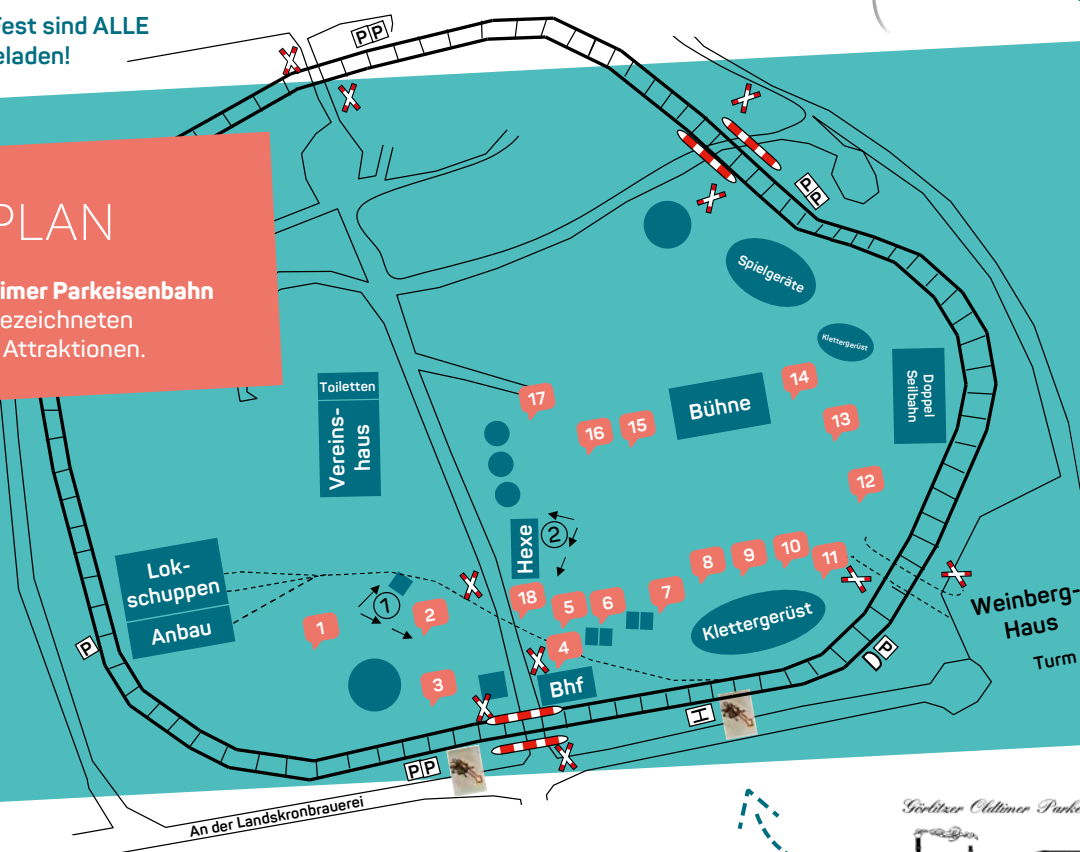 Fest sind ALLE
eladen!
PLAN
imer Parkeisenbahn
ezeichneten
Attraktionen.
P P
P P
Spielgeräte
Klettergerüst
Doppel
Seilbahn
Toiletten
Vereins-
haus
Bühne
14
17
13
16
15
12
Hexe
2
Lok-
schuppen
Anbau
1
1
2
3
18
5
6
7
8
9
10
11
4
Klettergerüst
Bhf
Weinberg-
Haus
Turm
P
D P
H
P P
An der Landskronbrauerei
Görlitzer Oldtimer Parke